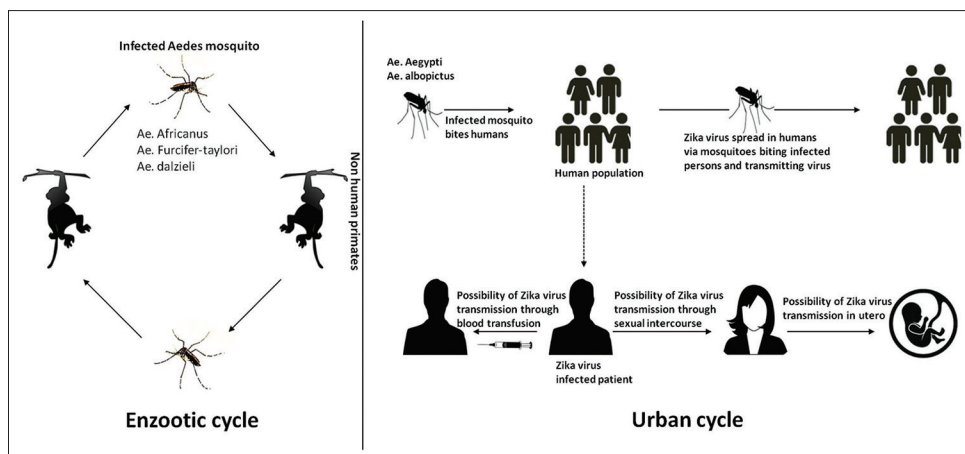 Infected Aedes mosquito
Ae. Africanus
Ae. Furcifer-taylori
Ae. dalzieli
Non human primates
Enzootic cycle
Ae. Aegypti
Ae. albopictus
Infected mosquito
bites humans
Human population
Zika virus spread in humans
via mosquitoes biting infected
persons and transmitting virus
Possibility of Zika virus
transmission through
blood transfusion
Zika virus
infected patient
Possibility of Zika virus
transmission through
sexual intercourse
Possibility of Zika virus
transmission in utero
Urban cycle